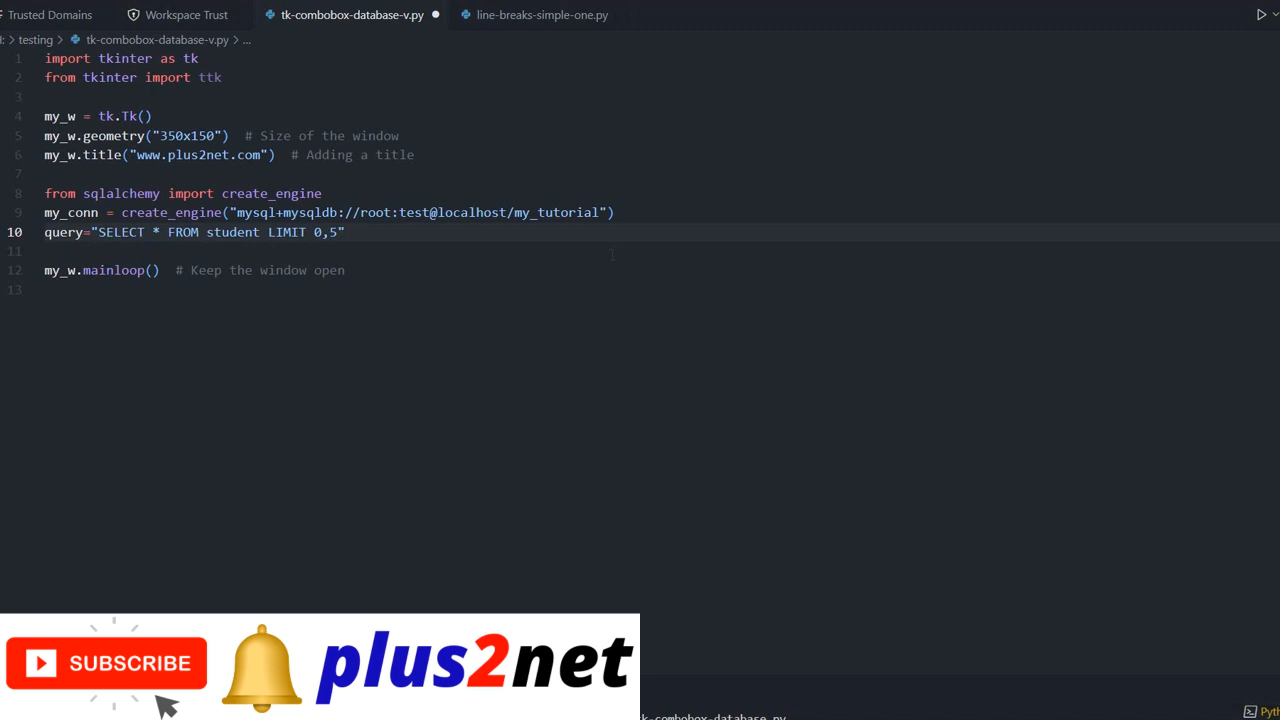 Trusted Domains Workspace Trust tk-combobox-database-v.py line-breaks-simple-one.py
testing > tk-combobox-database-v.py > ...
1 import tkinter as tk
2 from tkinter import ttk
3
4 my_w = tk.Tk()
5 my_w.geometry("350x150")  # Size of the window
6 my_w.title("www.plus2net.com")  # Adding a title
7
8 from sqlalchemy import create_engine
9 my_conn = create_engine("mysql+mysqldb://root:test@localhost/my_tutorial")
10 query="SELECT * FROM student LIMIT 0,5"
11
12 my_w.mainloop()  # Keep the window open
13
SUBSCRIBE plus2net
k-combobox-database.py
Pyth